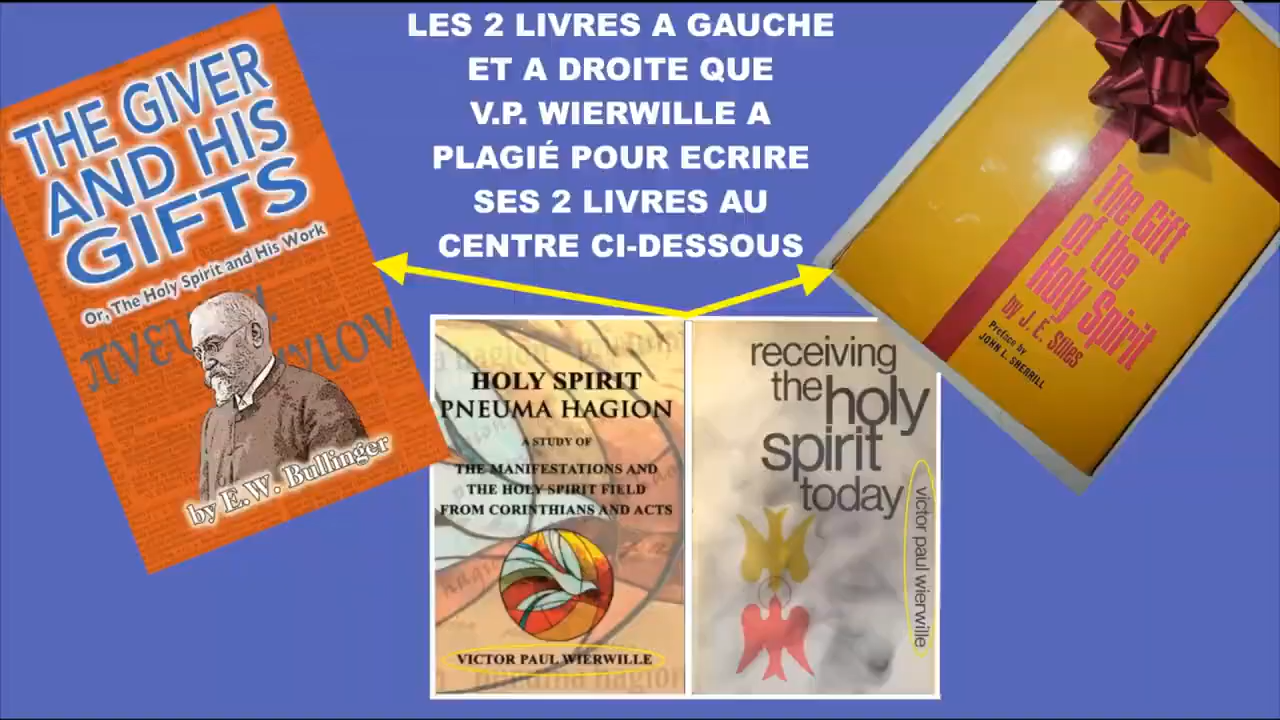 LES 2 LIVRES A GAUCHE
ET A DROITE QUE
V.P. WIERWILLE A
PLAGIÉ POUR ECRIRE
SES 2 LIVRES AU
CENTRE CI-DESSOUS
THE GIVER
AND HIS
GIFTS
Or, The Holy Spirit and His Work
by E.W. Bullinger
The Gift
of the
Holy Spirit
by J. E. Stiles
Preface by
JOHN L. SHERRILL
HOLY SPIRIT
PNEUMA HAGION
A STUDY OF
THE MANIFESTATIONS AND
THE HOLY SPIRIT FIELD
FROM CORINTHIANS AND ACTS
VICTOR PAUL WIERWILLE
receiving
the holy
spirit
today
victor paul wierwille